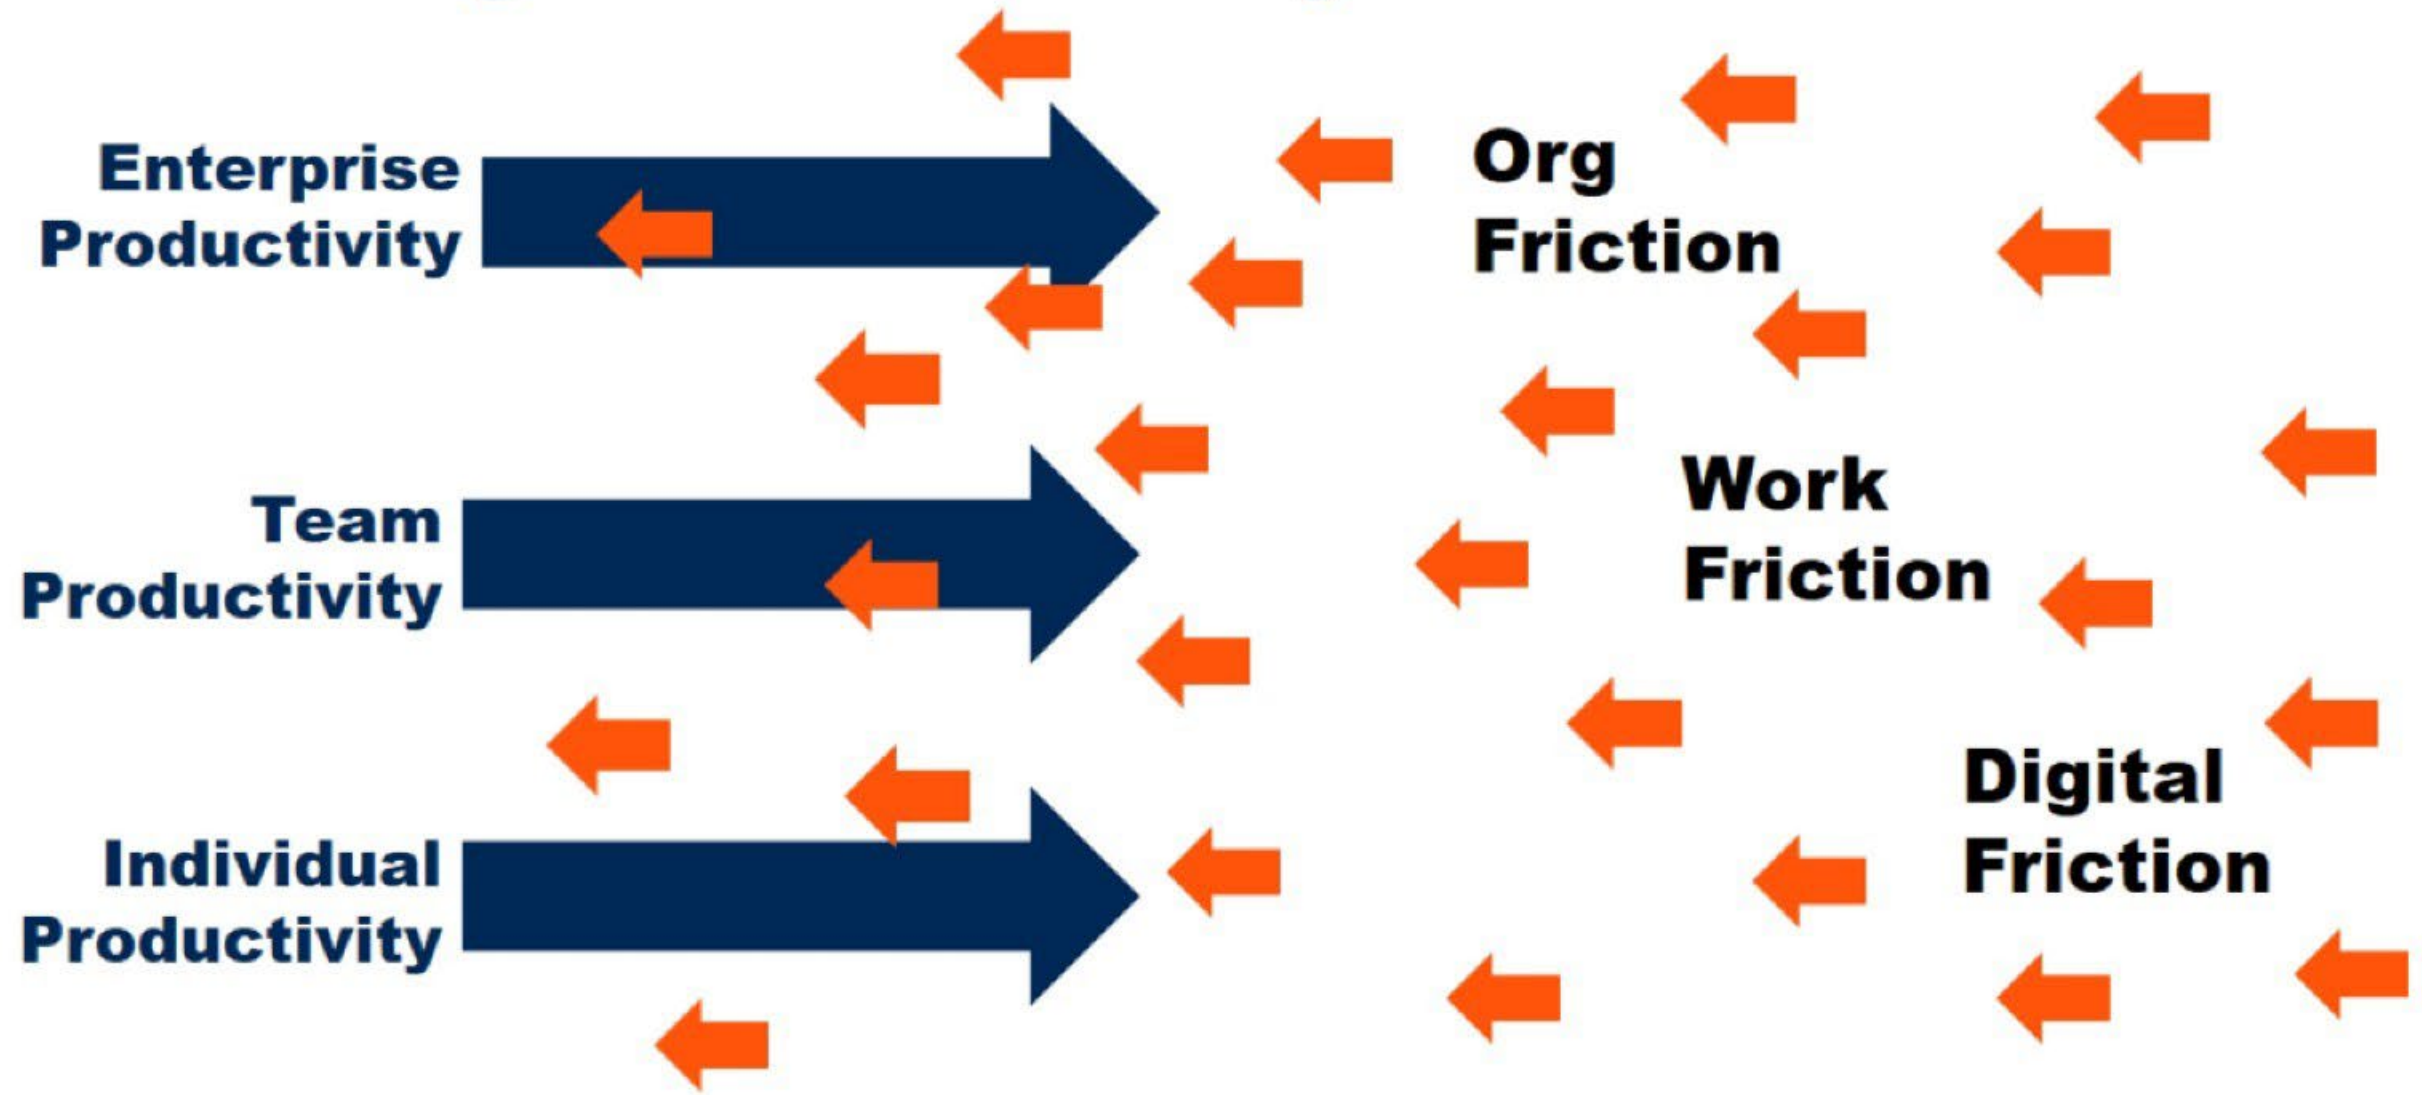 Enterprise
Productivity
Org
Friction
Team
Productivity
Work
Friction
Individual
Productivity
Digital
Friction